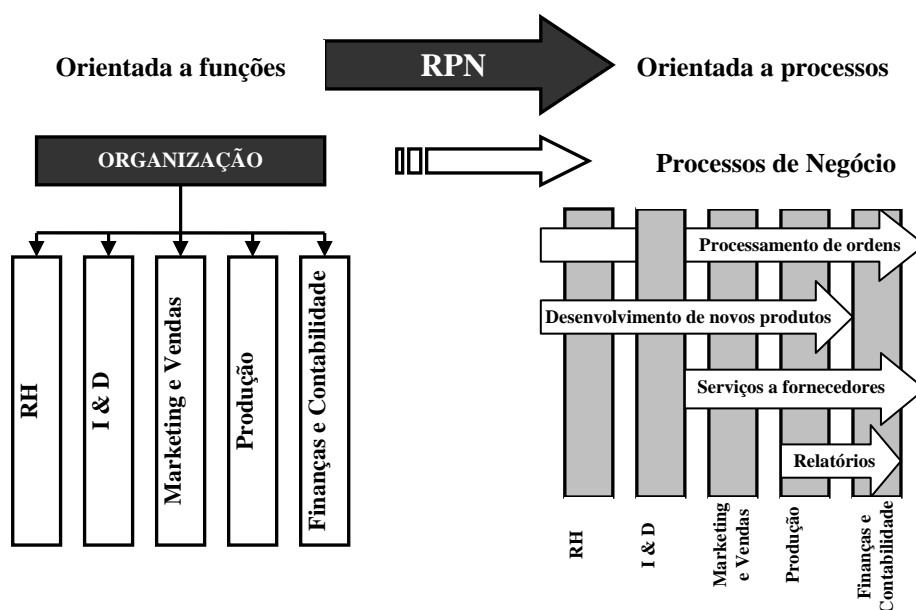 Orientada a funções
RPN
Orientada a processos
ORGANIZAÇÃO
Processos de Negócio
RH
I & D
Marketing e Vendas
Produção
Finanças e Contabilidade
Processamento de ordens
Desenvolvimento de novos produtos
Serviços a fornecedores
Relatórios
RH
I & D
Marketing
e Vendas
Produção
Finanças e
Contabilidade